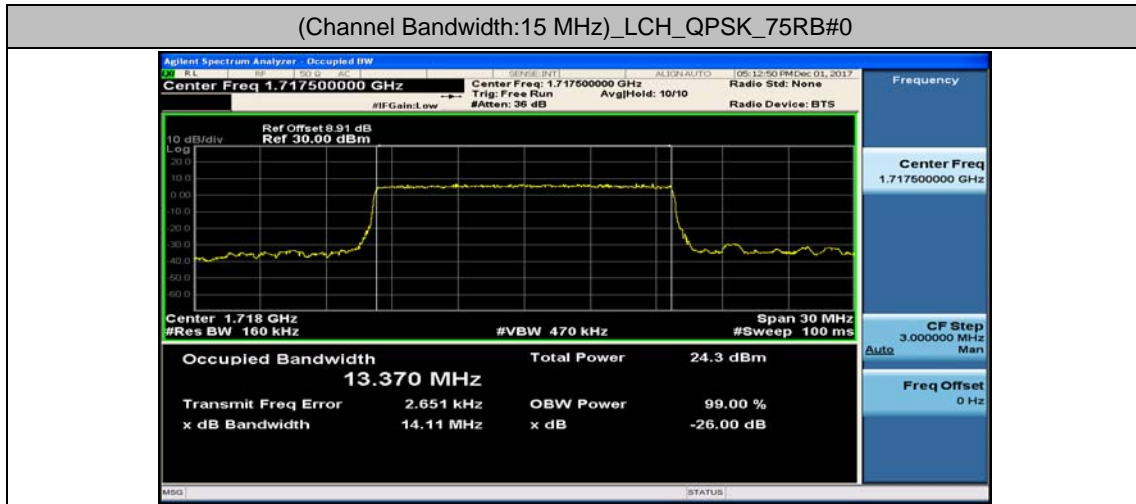 (Channel Bandwidth:15 MHz)_LCH_QPSK_75RB#0
Agilent Spectrum Analyzer - Occupied BW
RL RF 50 Ω AC SENSE:INT ALIGN AUTO 05:12:50 PM Dec 01, 2017
Center Freq 1.717500000 GHz
Center Freq: 1.717500000 GHz Radio Std: None
Trig: Free Run Avg|Hold: 10/10
#IFGain:Low #Atten: 36 dB Radio Device: BTS
Ref Offset 8.91 dB
10 dB/div Ref 30.00 dBm
Log
20.0
10.0
0.00
-10.0
-20.0
-30.0
-40.0
-50.0
-60.0
Center 1.718 GHz Span 30 MHz
#Res BW 160 kHz #VBW 470 kHz #Sweep 100 ms
Occupied Bandwidth Total Power 24.3 dBm
13.370 MHz
Transmit Freq Error 2.651 kHz OBW Power 99.00 %
x dB Bandwidth 14.11 MHz x dB -26.00 dB
MSG STATUS
Frequency
Center Freq
1.717500000 GHz
CF Step
3.000000 MHz
Auto Man
Freq Offset
0 Hz